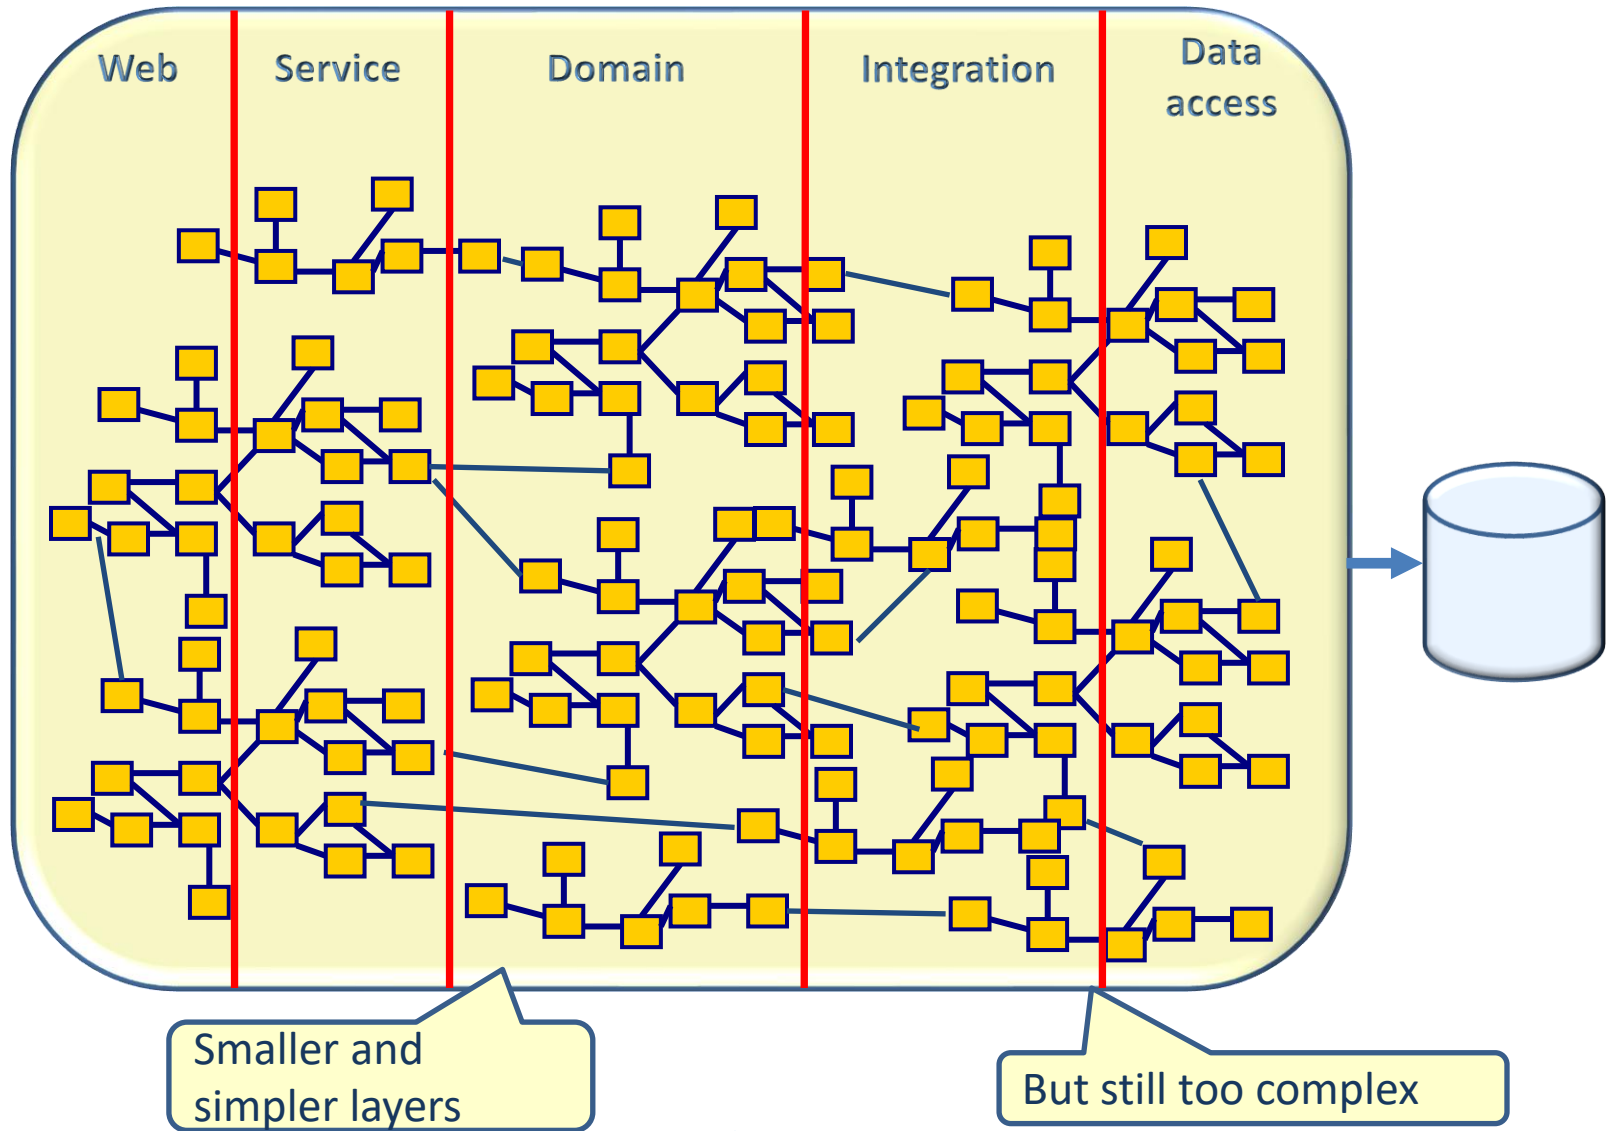 Web
Service
Domain
Integration
Data
access
Smaller and
simpler layers
But still too complex